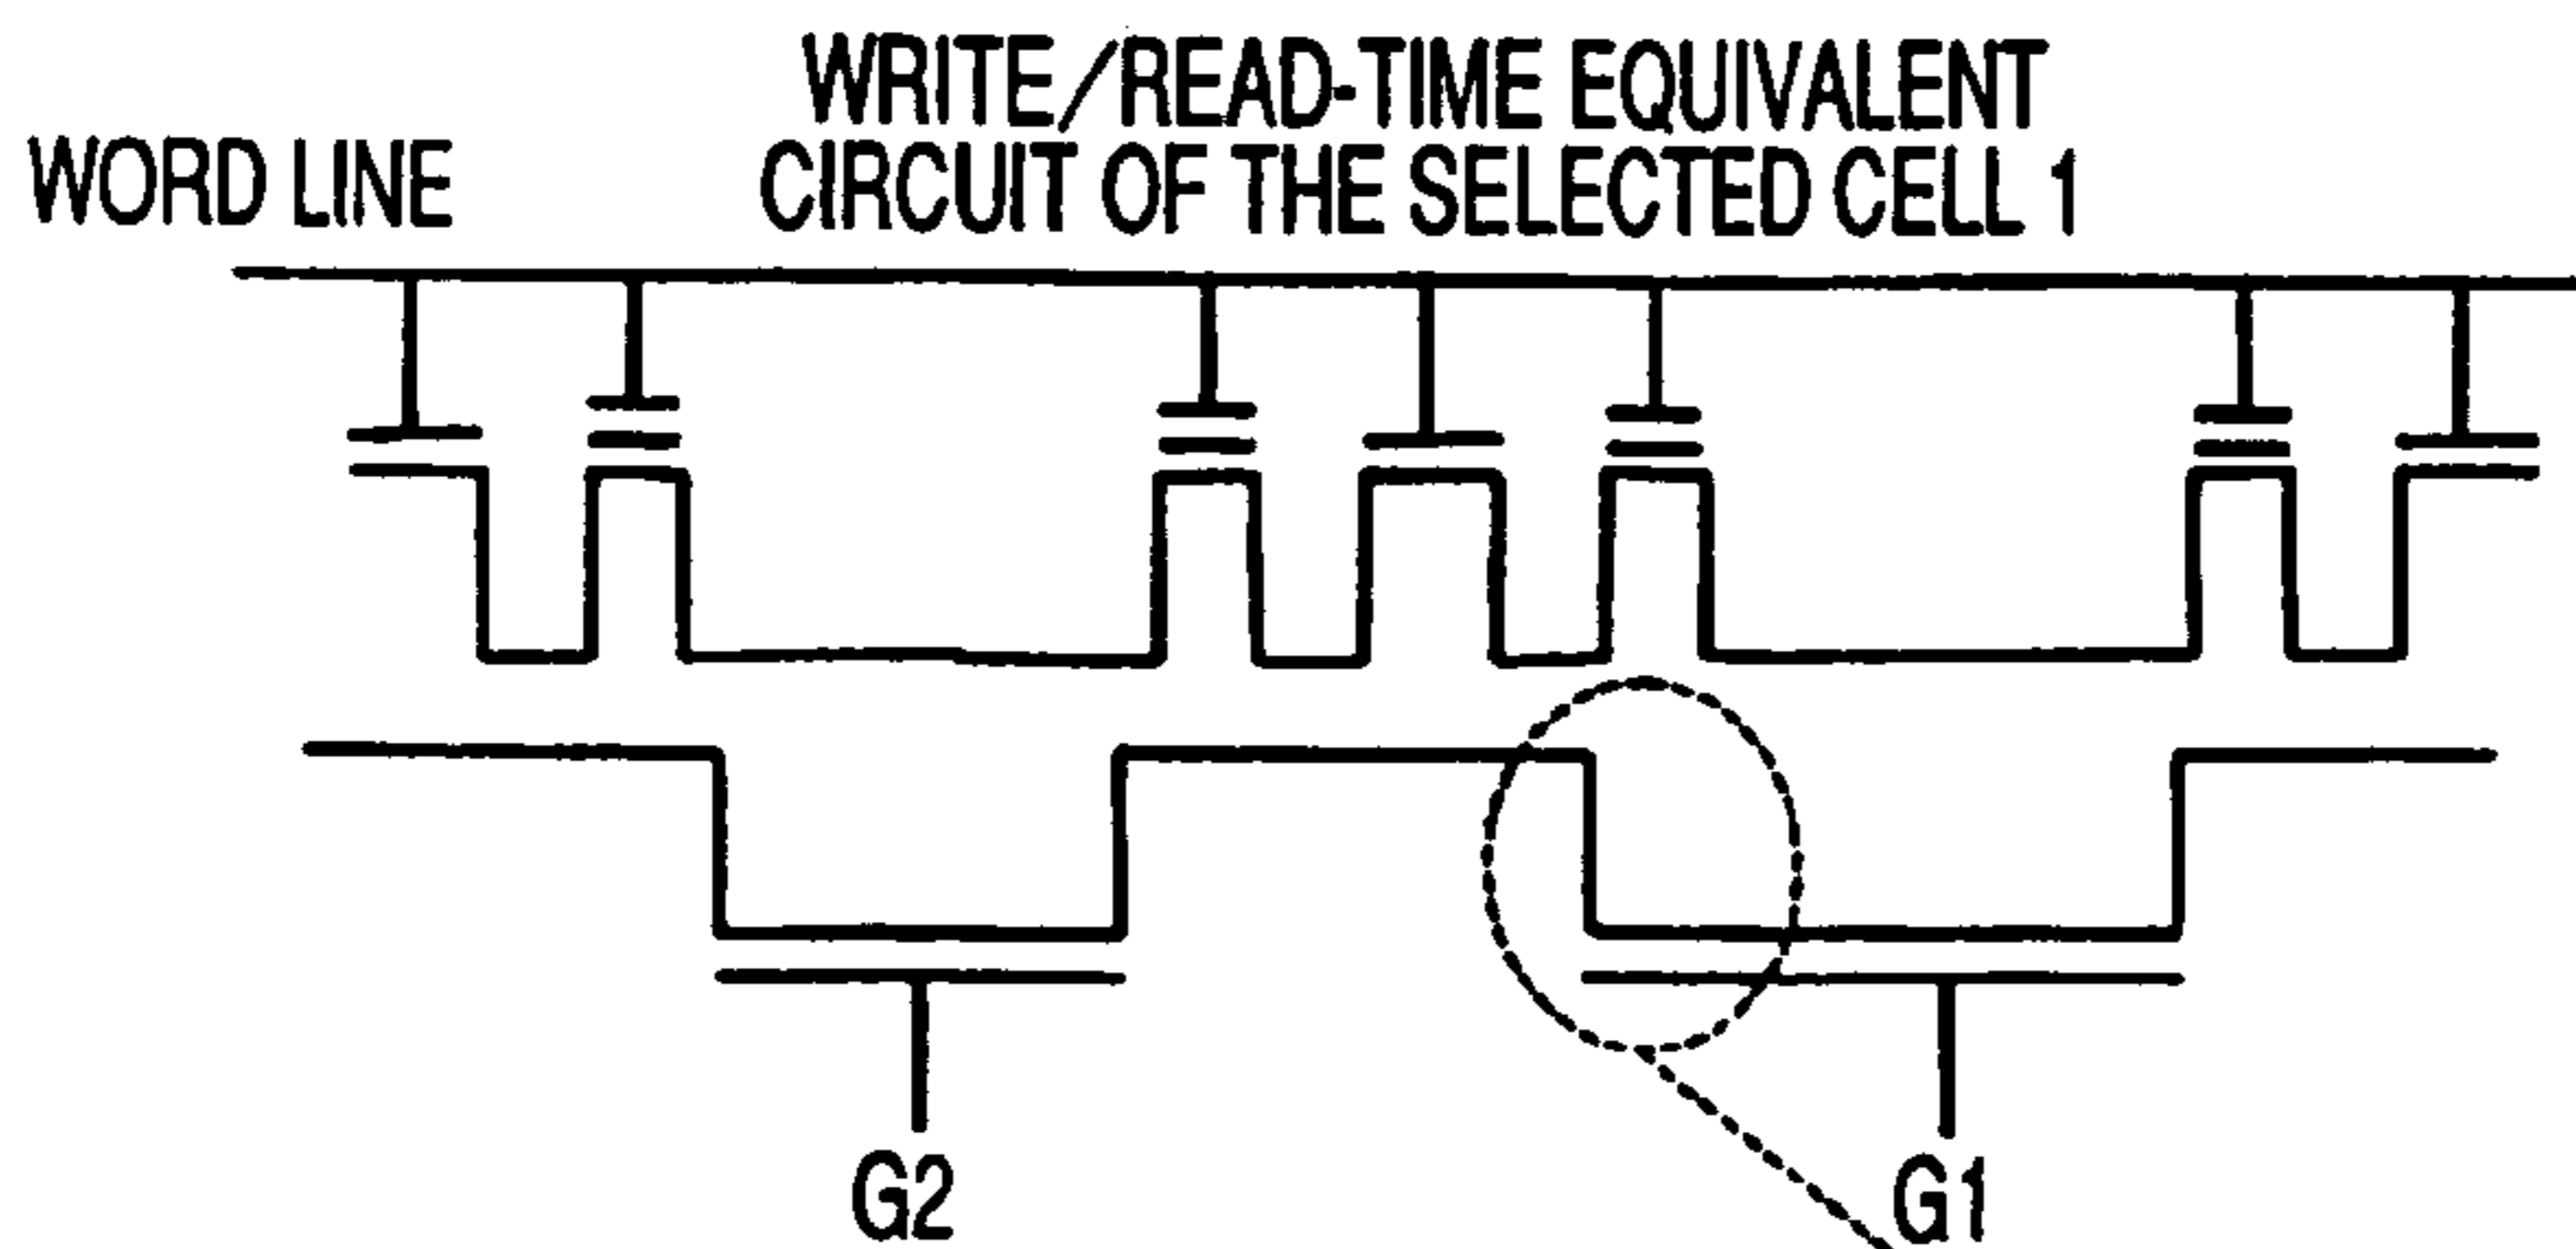 WRITE/READ-TIME EQUIVALENT
CIRCUIT OF THE SELECTED CELL 1
WORD LINE
G2
G1